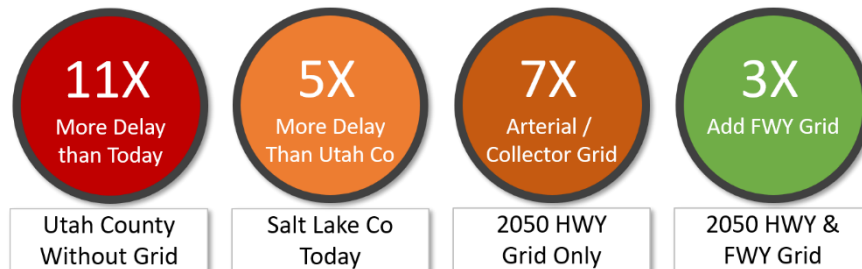 11X
More Delay
than Today
Utah County
Without Grid
5X
More Delay
Than Utah Co
Salt Lake Co
Today
7X
Arterial /
Collector Grid
2050 HWY
Grid Only
3X
Add FWY Grid
2050 HWY &
FWY Grid